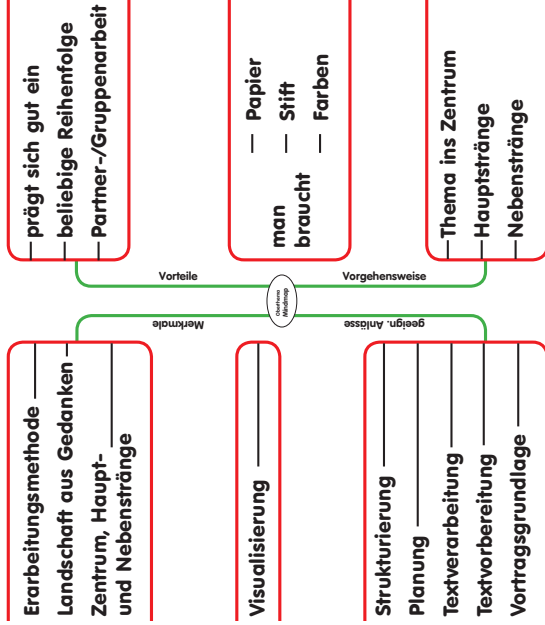 Erarbeitungsmethode
Landschaft aus Gedanken
Zentrum, Haupt-
und Nebenstränge
Visualisierung
Strukturierung
Planung
Textverarbeitung
Textvorbereitung
Vortragsgrundlage
Merkmale
geeign. Anlässe
Oberthema
Mindmap
Vorteile
Vorgehensweise
prägt sich gut ein
beliebige Reihenfolge
Partner-/Gruppenarbeit
man
braucht
Papier
Stift
Farben
Thema ins Zentrum
Hauptstränge
Nebenstränge